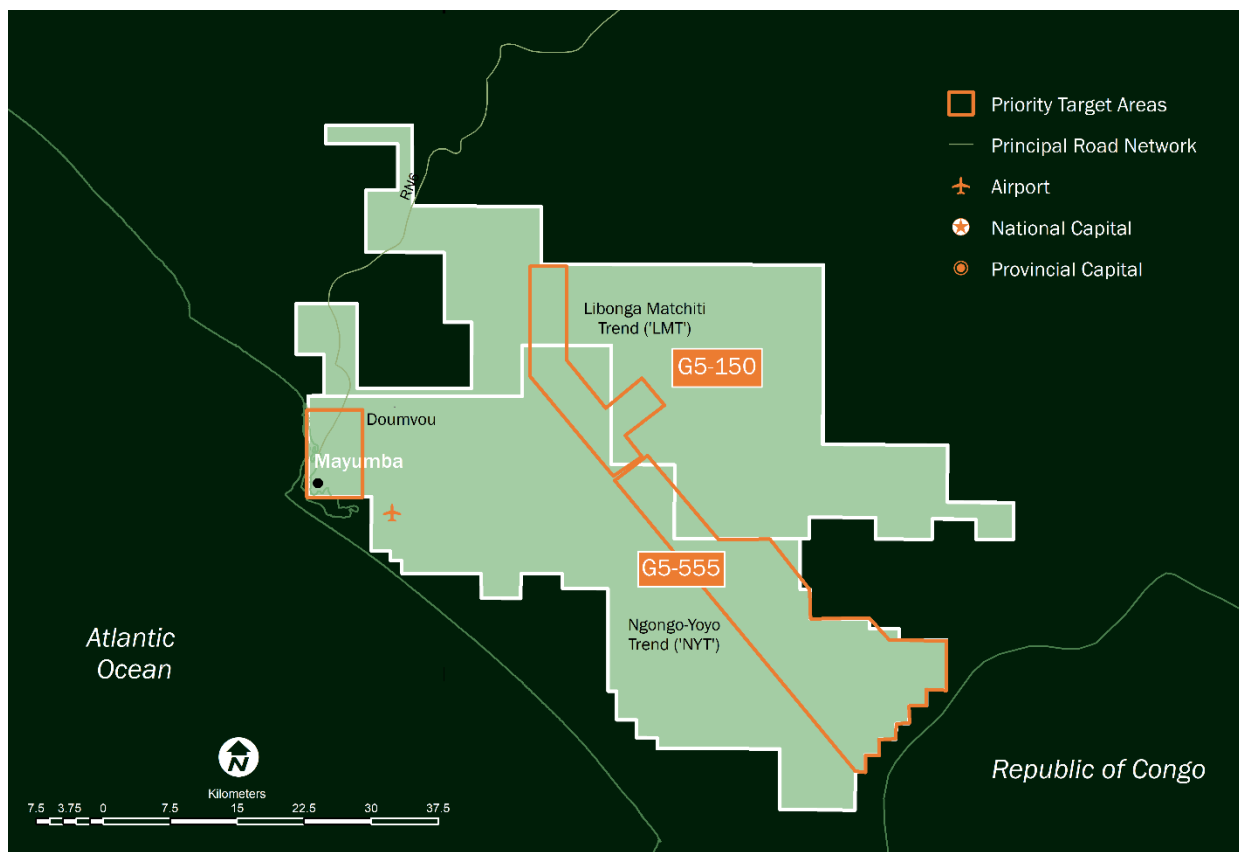 Priority Target Areas
Principal Road Network
Airport
National Capital
Provincial Capital
RN6
Libonga Matchiti
Trend ('LMT')
G5-150
Doumvou
Mayumba
G5-555
Ngongo-Yoyo
Trend ('NYT')
Atlantic
Ocean
Republic of Congo
N
Kilometers
7.5 3.75 0 7.5 15 22.5 30 37.5